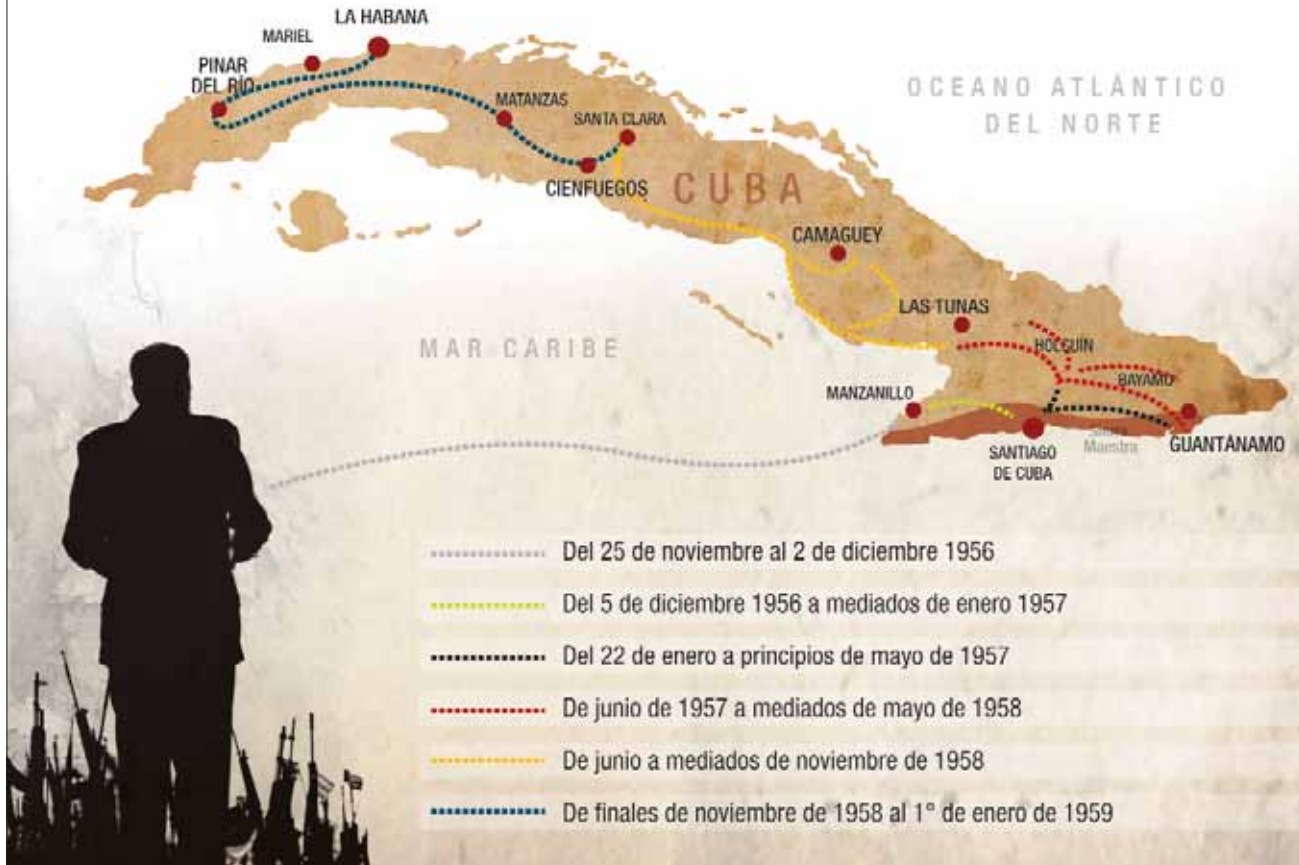 LA HABANA
MARIEL
PINAR
DEL RÍO
OCEANO ATLÁNTICO
DEL NORTE
MATANZAS
SANTA CLARA
CIENFUEGOS
CUBA
CAMAGUEY
LAS TUNAS
MAR CARIBE
HOLGUÍN
BAYAMO
MANZANILLO
Sierra
Maestra
GUANTÁNAMO
SANTIAGO
DE CUBA
Del 25 de noviembre al 2 de diciembre 1956
Del 5 de diciembre 1956 a mediados de enero 1957
Del 22 de enero a principios de mayo de 1957
De junio de 1957 a mediados de mayo de 1958
De junio a mediados de noviembre de 1958
De finales de noviembre de 1958 al 1° de enero de 1959